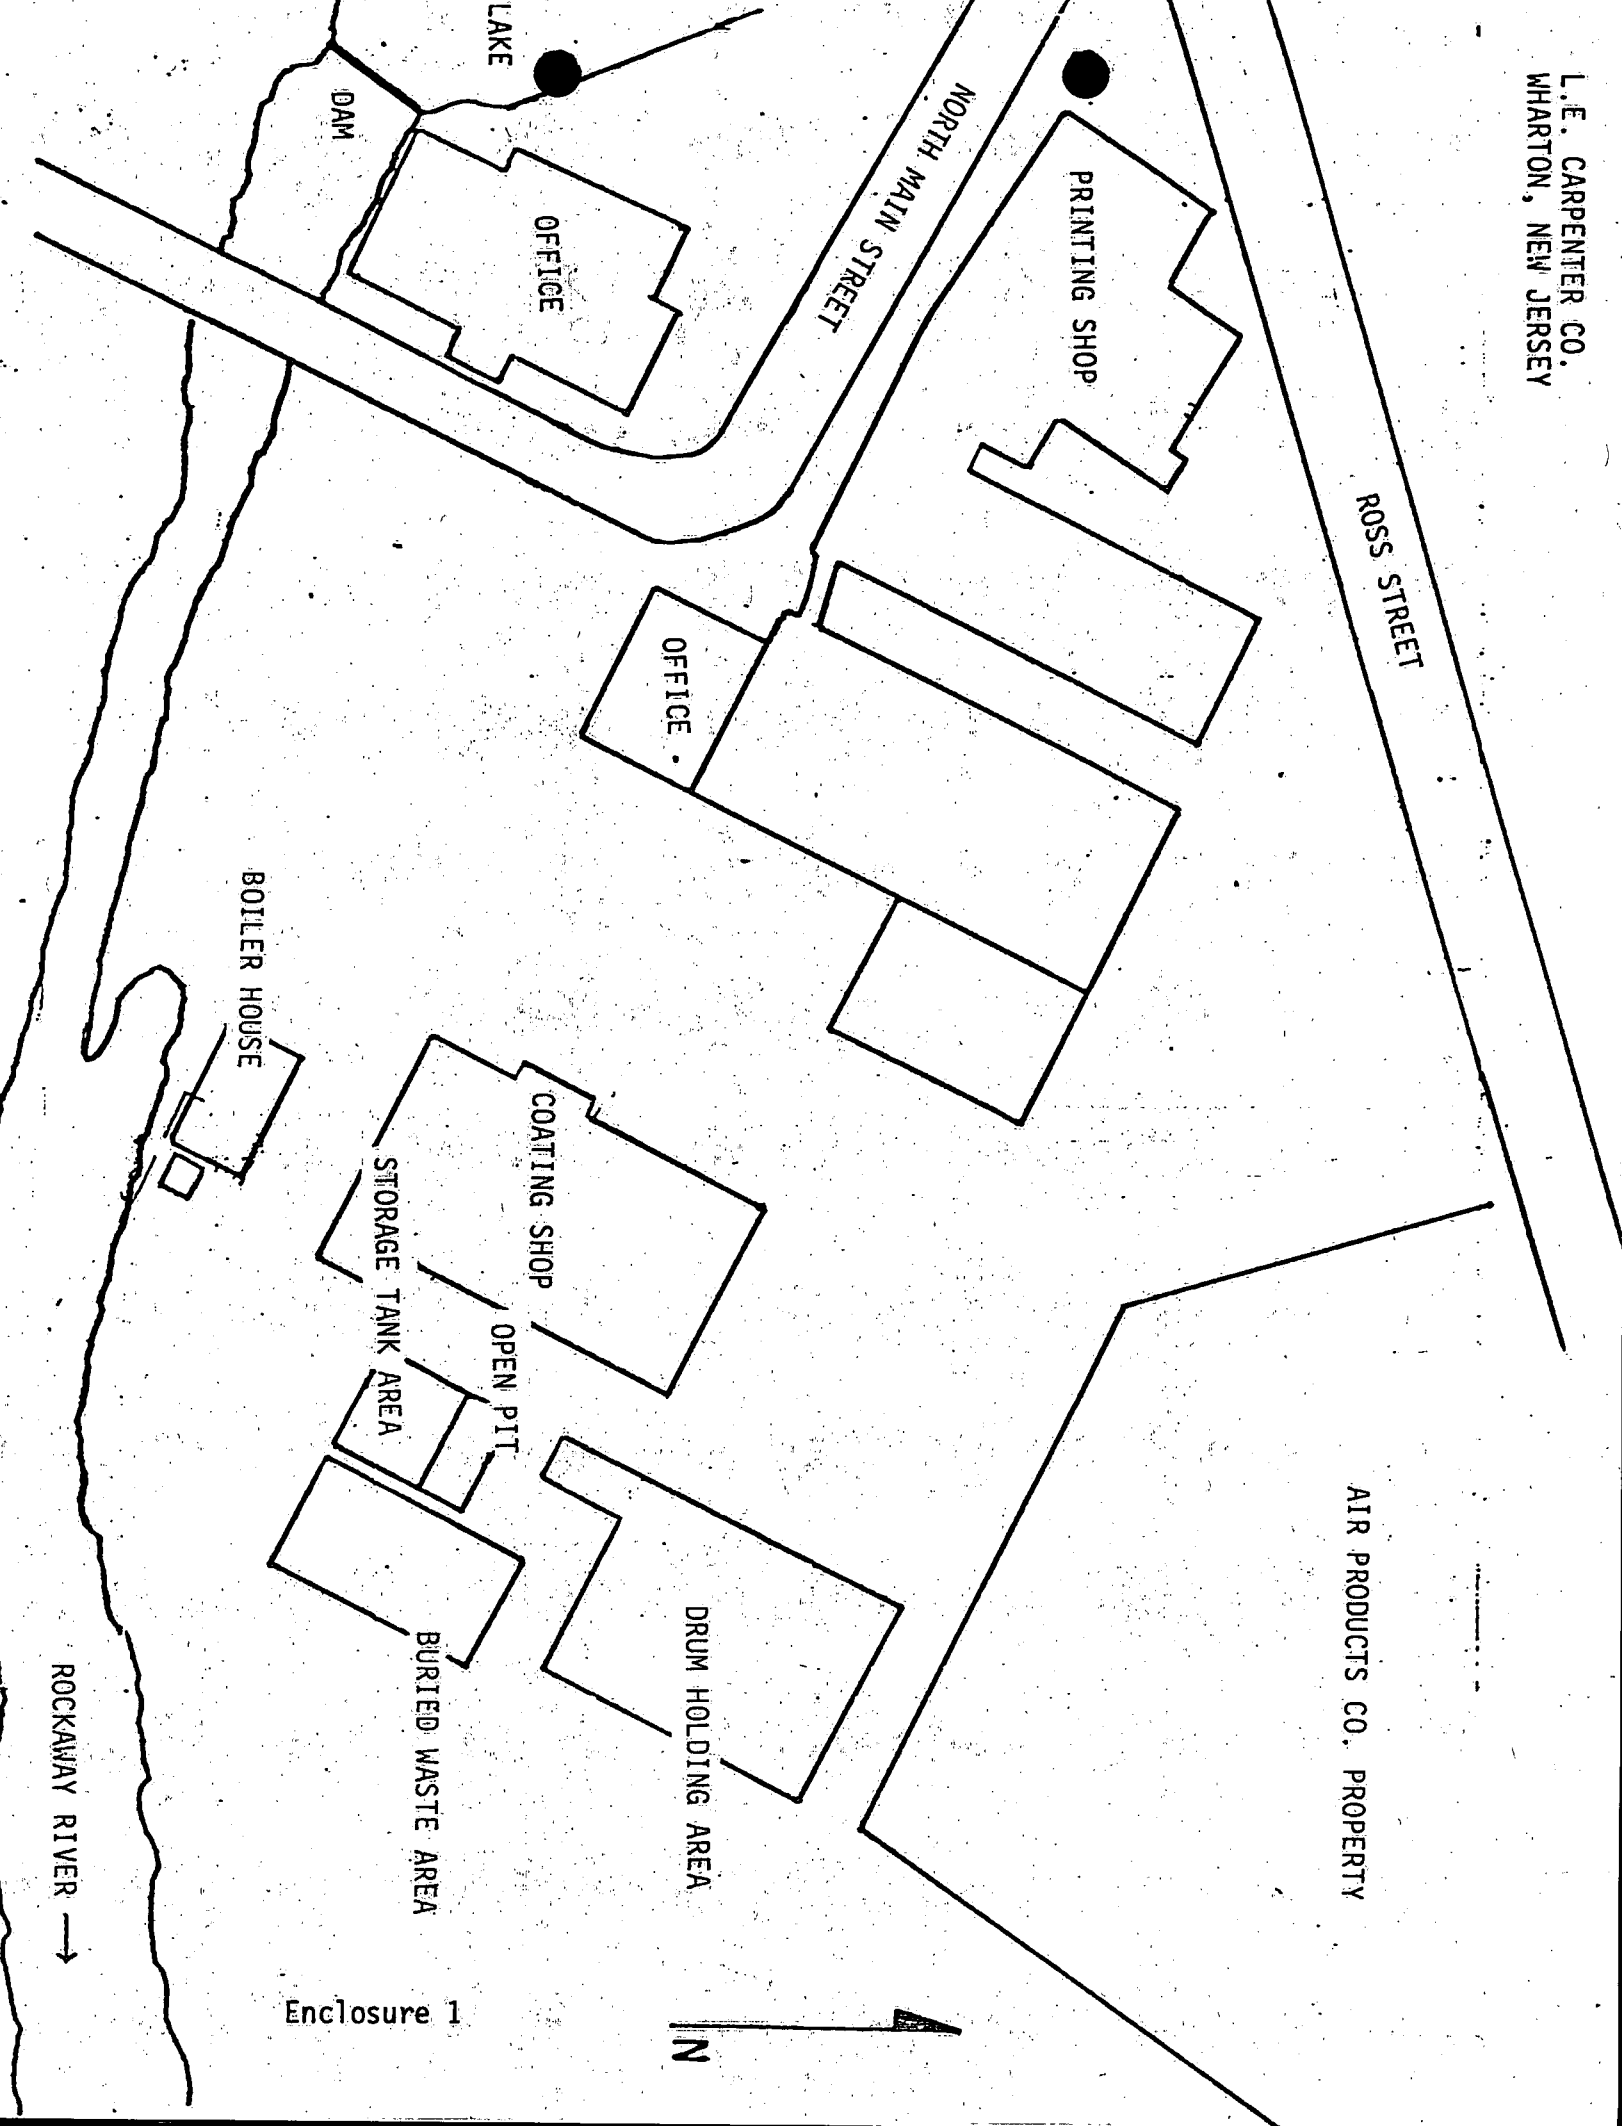 L.E. CARPENTER CO.
WHARTON, NEW JERSEY
ROSS STREET
AIR PRODUCTS CO. PROPERTY
PRINTING SHOP
NORTH MAIN STREET
LAKE
DAM
OFFICE
OFFICE
DRUM HOLDING AREA
COATING SHOP
OPEN PIT
STORAGE TANK AREA
BURIED WASTE AREA
BOILER HOUSE
ROCKAWAY RIVER →
N
Enclosure 1